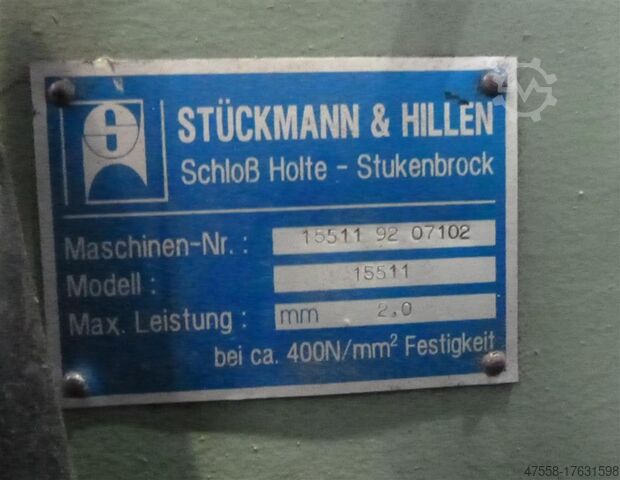 STÜCKMANN & HILLEN
Schloß Holte - Stukenbrock
Maschinen-Nr.: 15511 92 07102
Modell: 15511
Max. Leistung: mm 2,0
bei ca. 400N/mm² Festigkeit
47558-17631598